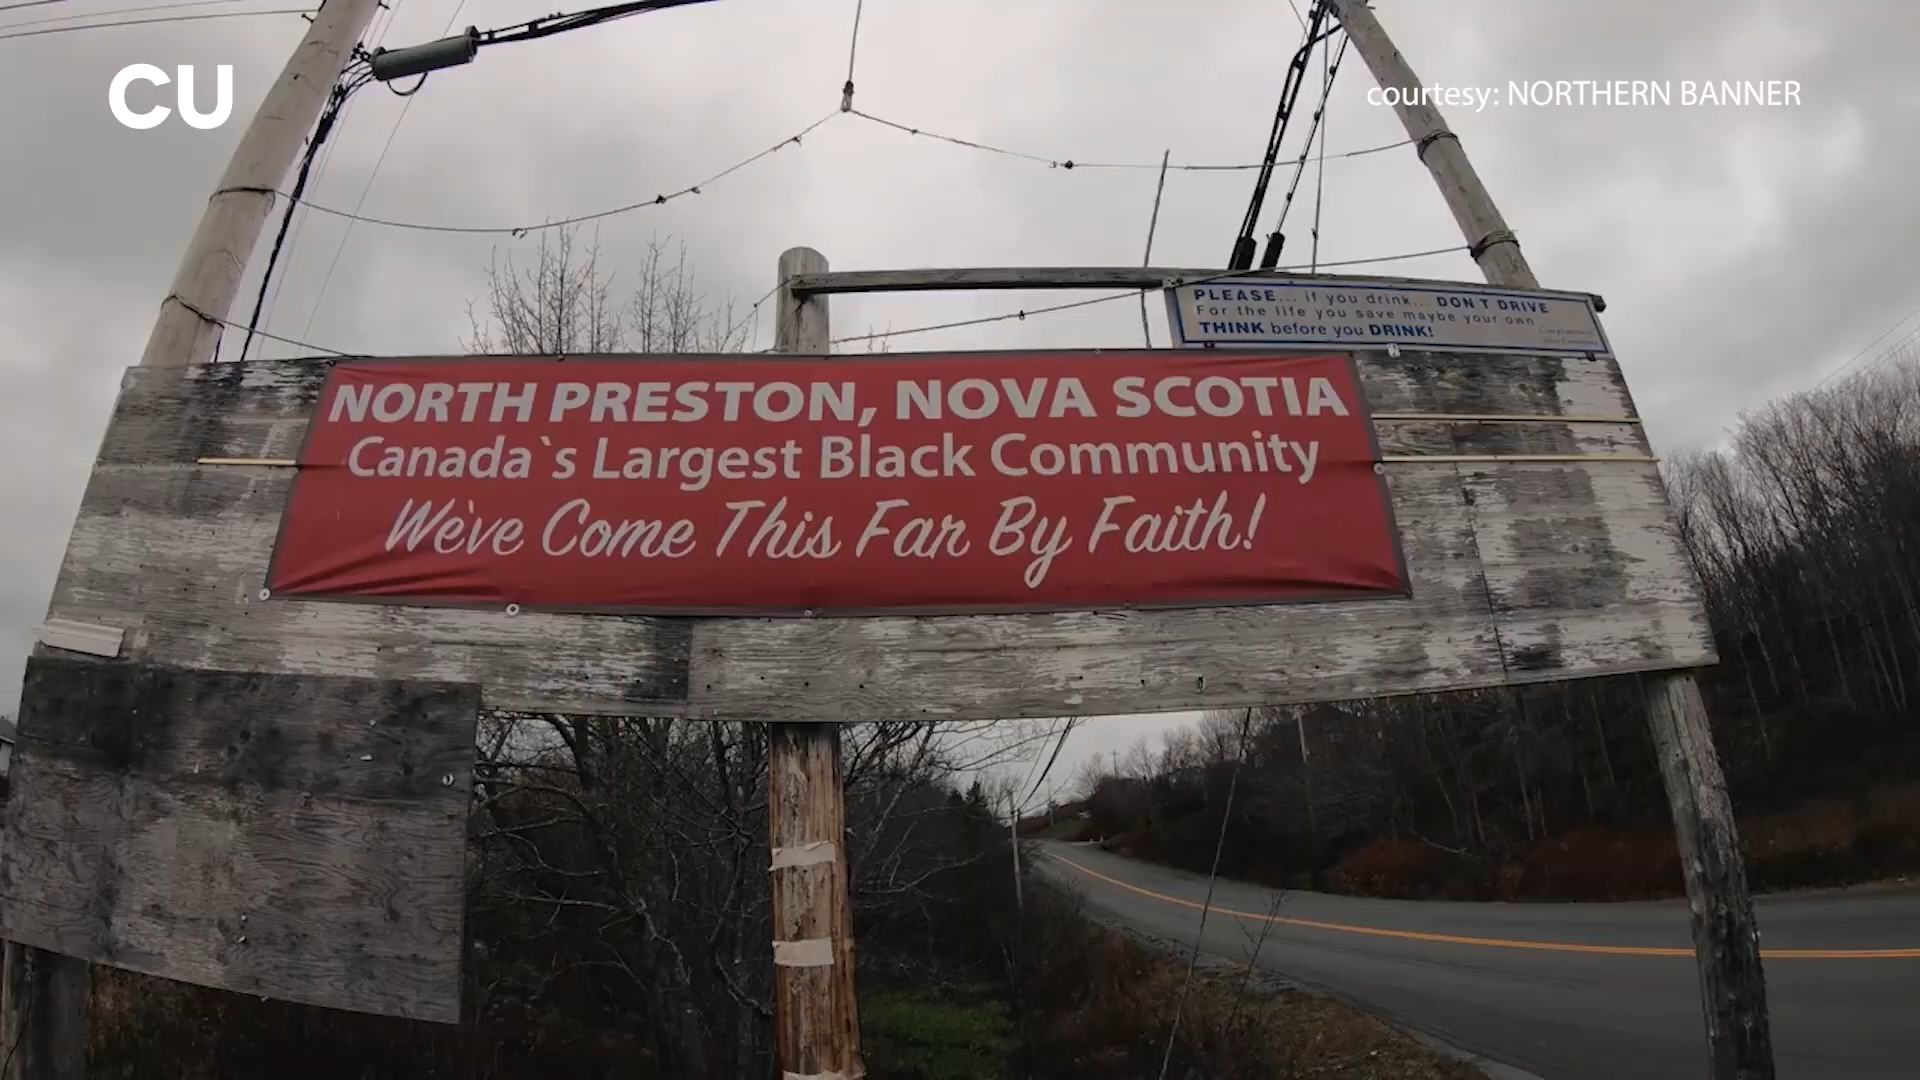 CU
courtesy: NORTHERN BANNER
PLEASE... if you drink... DON'T DRIVE
For the life you save maybe your own
THINK before you DRINK!
NORTH PRESTON, NOVA SCOTIA
Canada`s Largest Black Community
We've Come This Far By Faith!